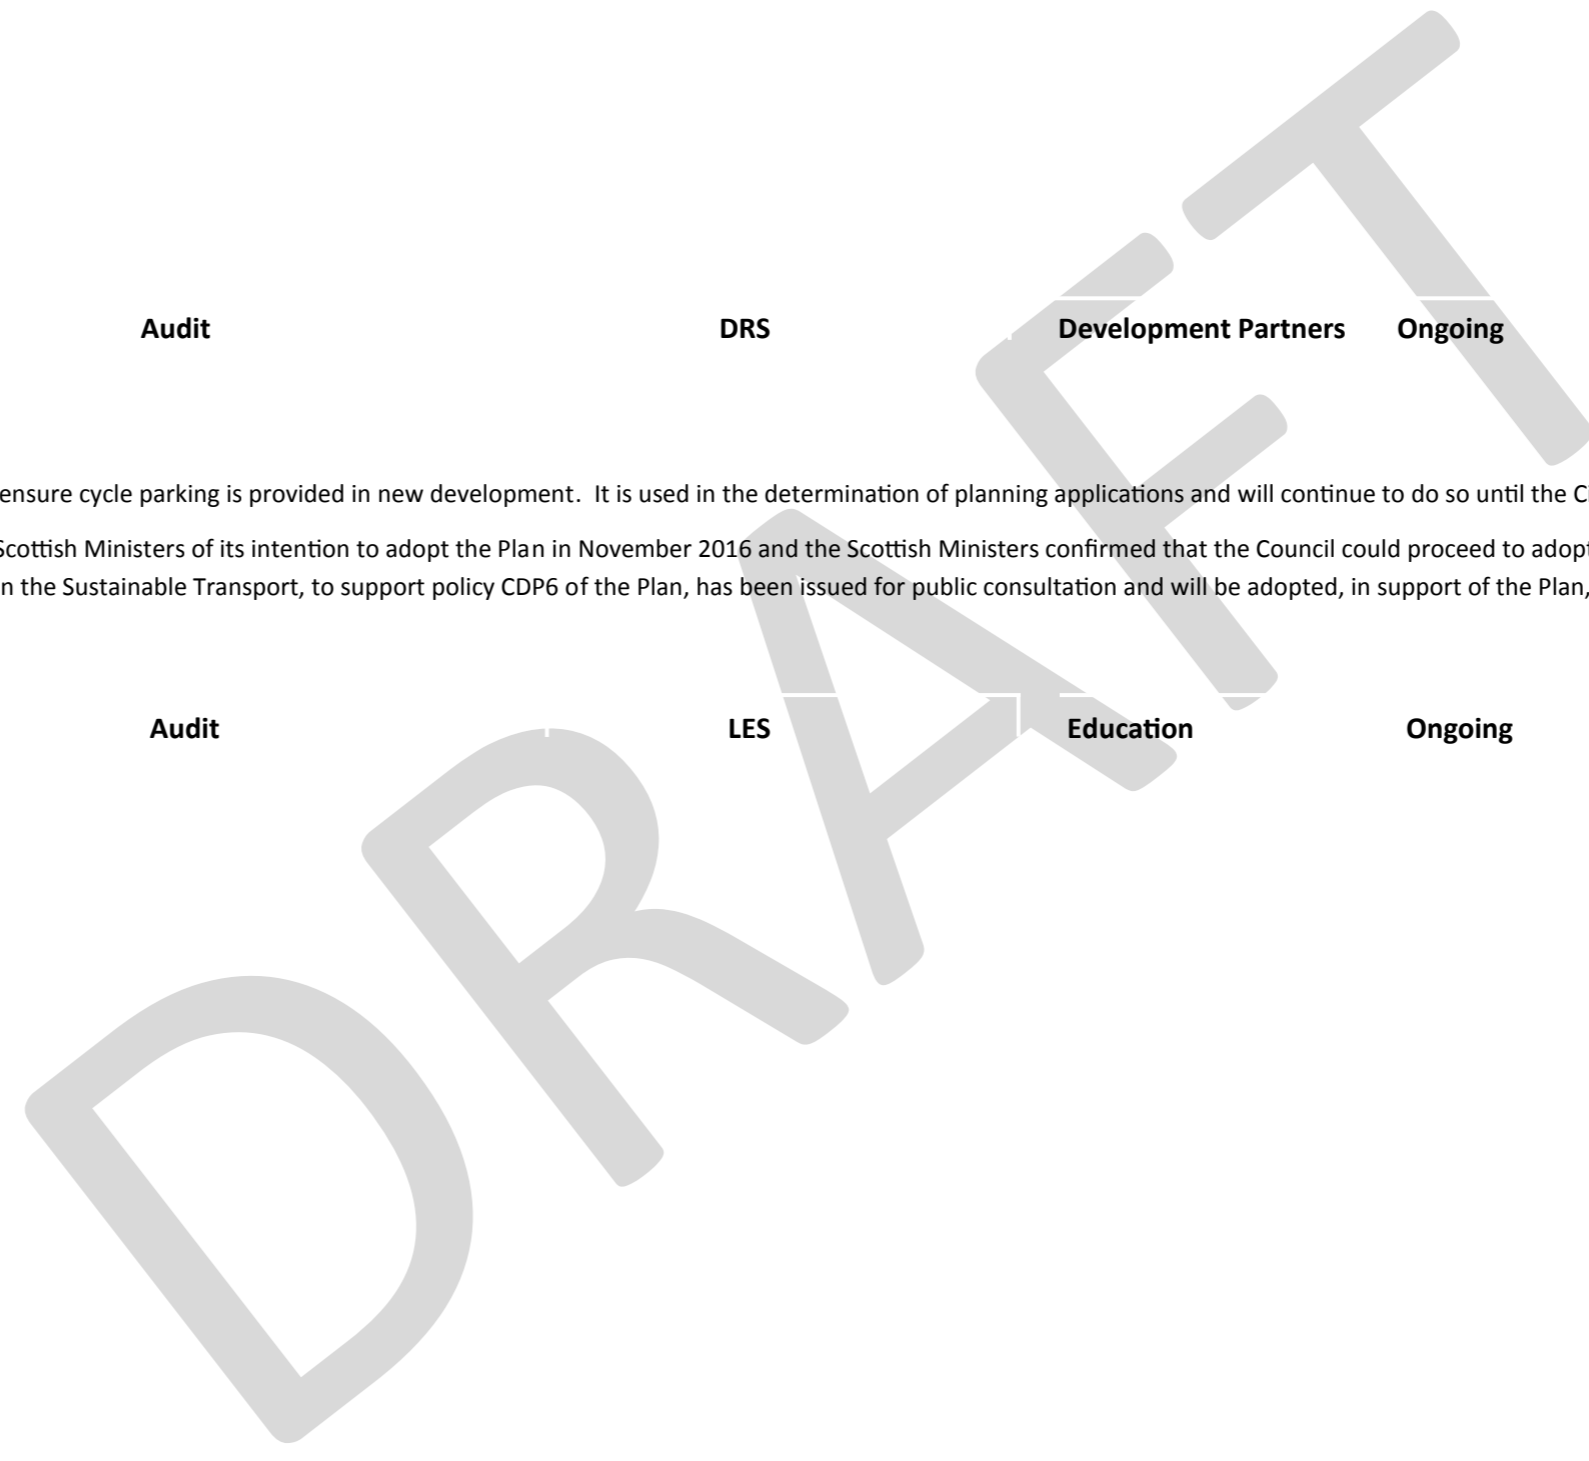 Audit DRS Development Partners Ongoing
ensure cycle parking is provided in new development. It is used in the determination of planning applications and will continue to do so until the Ci
Scottish Ministers of its intention to adopt the Plan in November 2016 and the Scottish Ministers confirmed that the Council could proceed to adopt
n the Sustainable Transport, to support policy CDP6 of the Plan, has been issued for public consultation and will be adopted, in support of the Plan,
Audit LES Education Ongoing
DRAFT